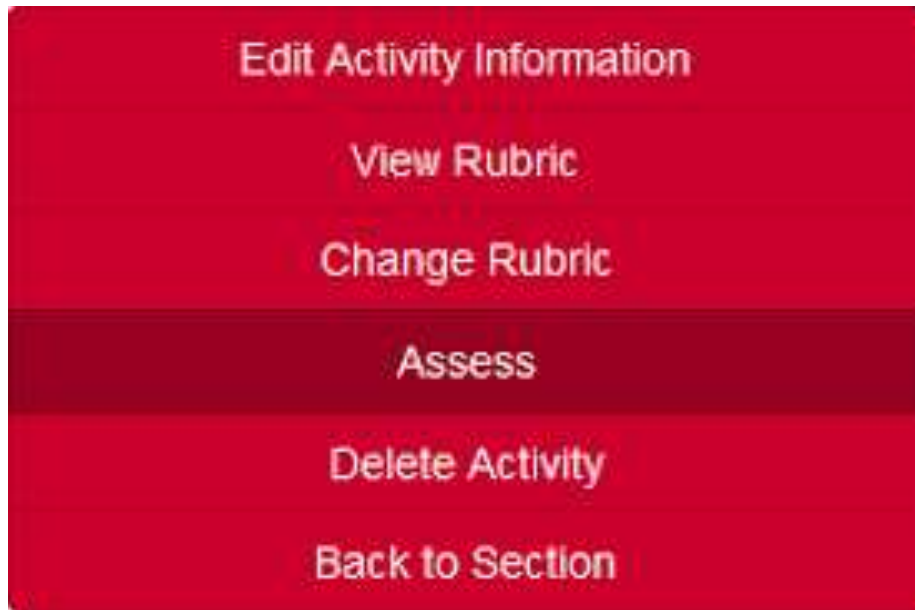 Edit Activity Information
View Rubric
Change Rubric
Assess
Delete Activity
Back to Section